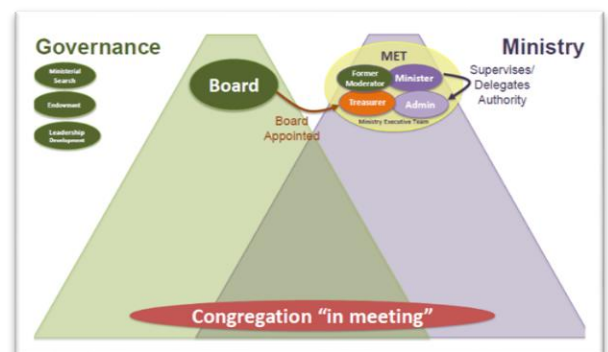 Governance
Ministerial
Search
Endowment
Leadership
Development
Board
Board
Appointed
MET
Former
Moderator
Minister
Treasurer
Admin
Ministry Executive Team
Ministry
Supervises/
Delegates
Authority
Congregation "in meeting"